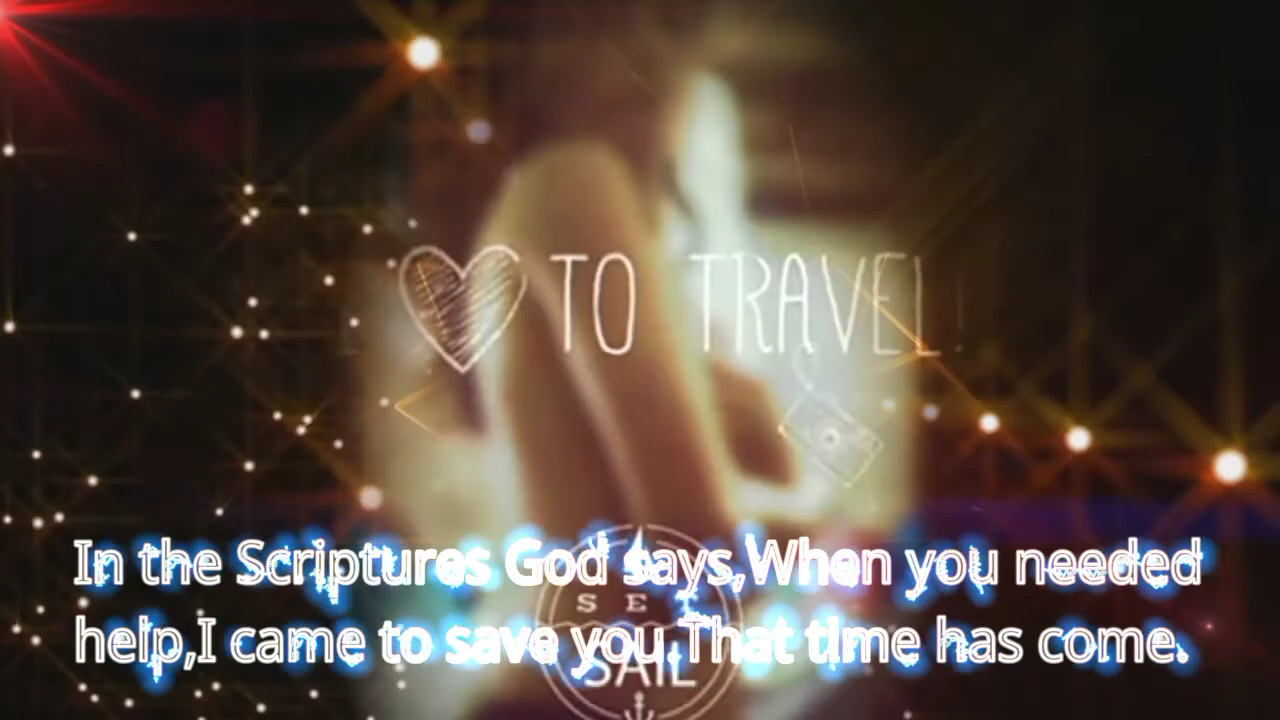 TO TRAVEL!
In the Scriptures God says,When you needed
SET
help,I came to save you.That time has come.
SAIL